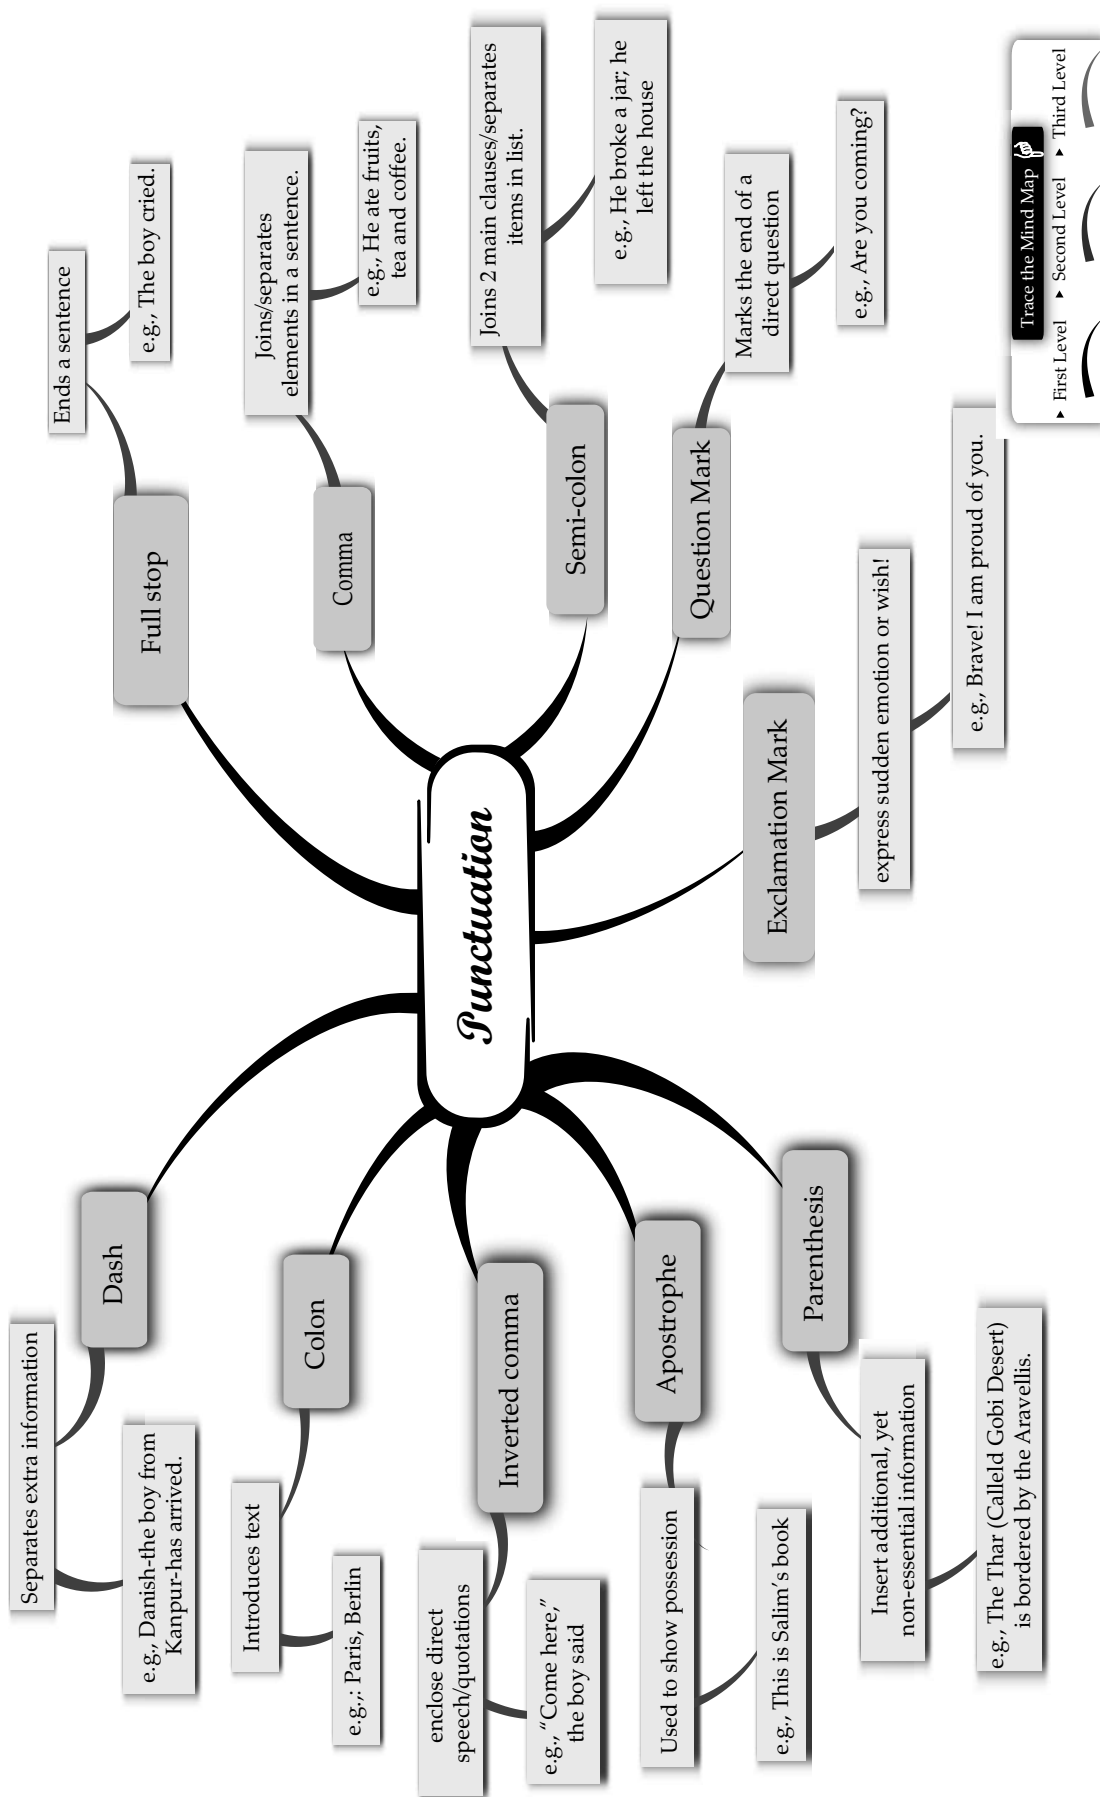 Punctuation
Full stop
Ends a sentence
e.g., The boy cried.
Comma
Joins/separates
elements in a sentence.
e.g., He ate fruits,
tea and coffee.
Semi-colon
Joins 2 main clauses/separates
items in list.
e.g., He broke a jar; he
left the house
Question Mark
Marks the end of a
direct question
e.g., Are you coming?
Exclamation Mark
express sudden emotion or wish!
e.g., Brave! I am proud of you.
Parenthesis
Insert additional, yet
non-essential information
e.g., The Thar (Calleld Gobi Desert)
is bordered by the Aravellis.
Apostrophe
Used to show possession
e.g., This is Salim's book
Inverted comma
enclose direct
speech/quotations
e.g., “Come here,”
the boy said
Colon
Introduces text
e.g.,: Paris, Berlin
Dash
Separates extra information
e.g., Danish-the boy from
Kanpur-has arrived.
Trace the Mind Map
First Level
Second Level
Third Level